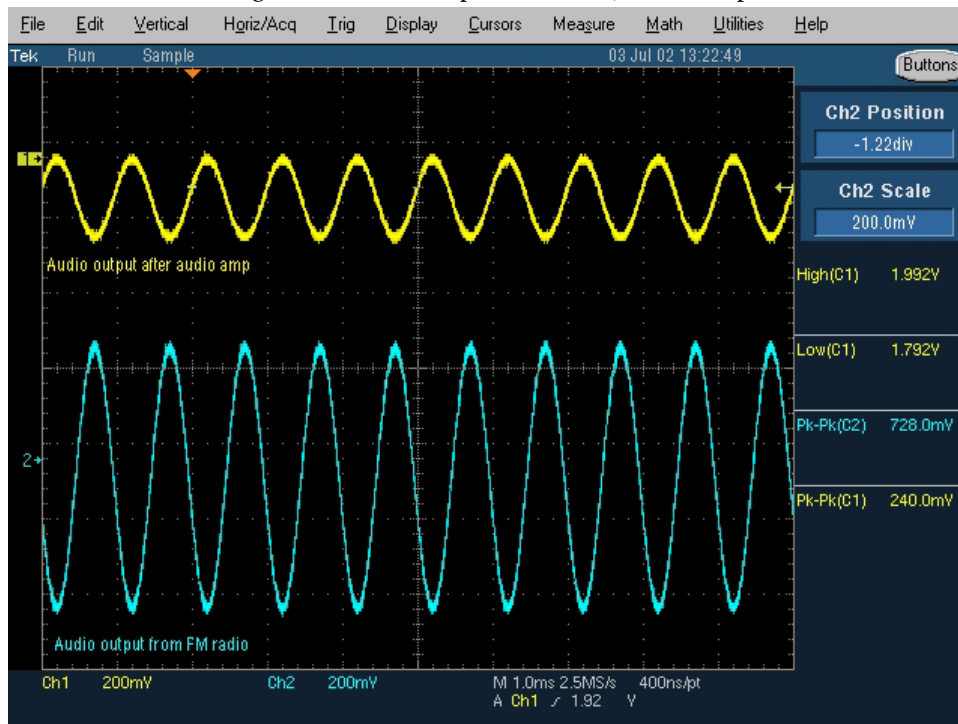 File Edit Vertical Horiz/Acq Trig Display Cursors Measure Math Utilities Help
Tek Run Sample 03 Jul 02 13:22:49
Buttons
Ch2 Position
-1.22div
Ch2 Scale
200.0mV
1
Audio output after audio amp
High(C1) 1.992V
Low(C1) 1.792V
Pk-Pk(C2) 728.0mV
2
Pk-Pk(C1) 240.0mV
Audio output from FM radio
Ch1 200mV Ch2 200mV M 1.0ms 2.5MS/s 400ns/pt
A Ch1 / 1.92 V